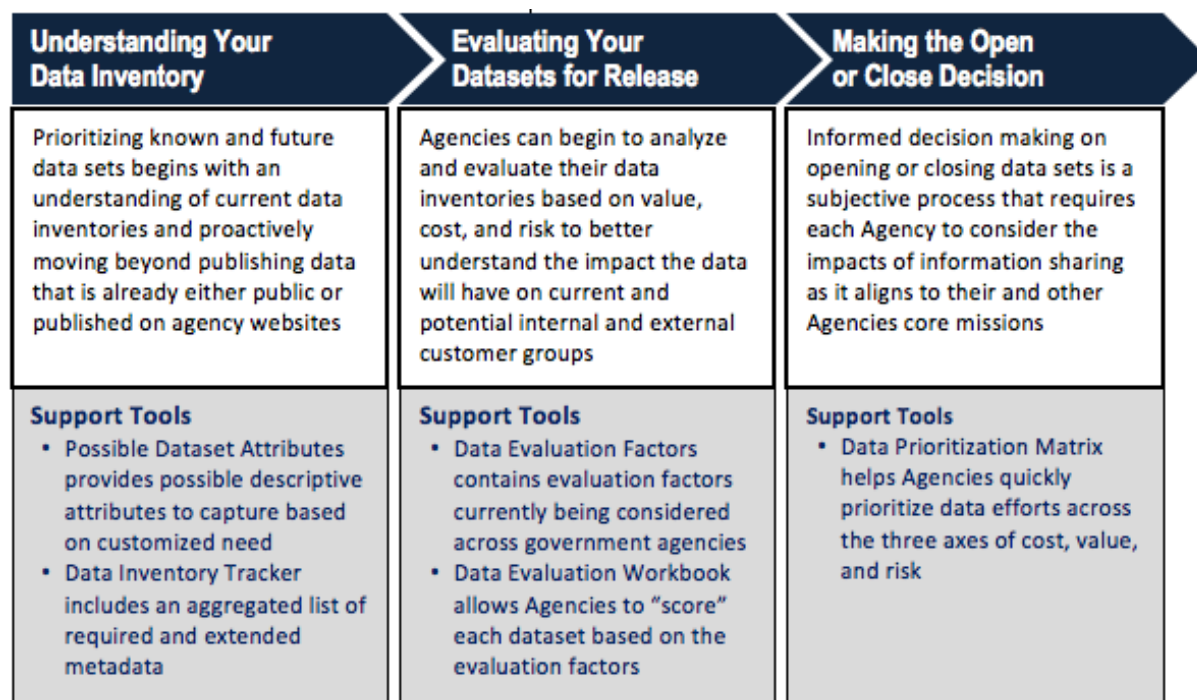 Understanding Your
Data Inventory
Prioritizing known and future
data sets begins with an
understanding of current data
inventories and proactively
moving beyond publishing data
that is already either public or
published on agency websites
Support Tools
• Possible Dataset Attributes
provides possible descriptive
attributes to capture based
on customized need
• Data Inventory Tracker
includes an aggregated list of
required and extended
metadata
Evaluating Your
Datasets for Release
Agencies can begin to analyze
and evaluate their data
inventories based on value,
cost, and risk to better
understand the impact the data
will have on current and
potential internal and external
customer groups
Support Tools
• Data Evaluation Factors
contains evaluation factors
currently being considered
across government agencies
• Data Evaluation Workbook
allows Agencies to “score”
each dataset based on the
evaluation factors
Making the Open
or Close Decision
Informed decision making on
opening or closing data sets is a
subjective process that requires
each Agency to consider the
impacts of information sharing
as it aligns to their and other
Agencies core missions
Support Tools
• Data Prioritization Matrix
helps Agencies quickly
prioritize data efforts across
the three axes of cost, value,
and risk